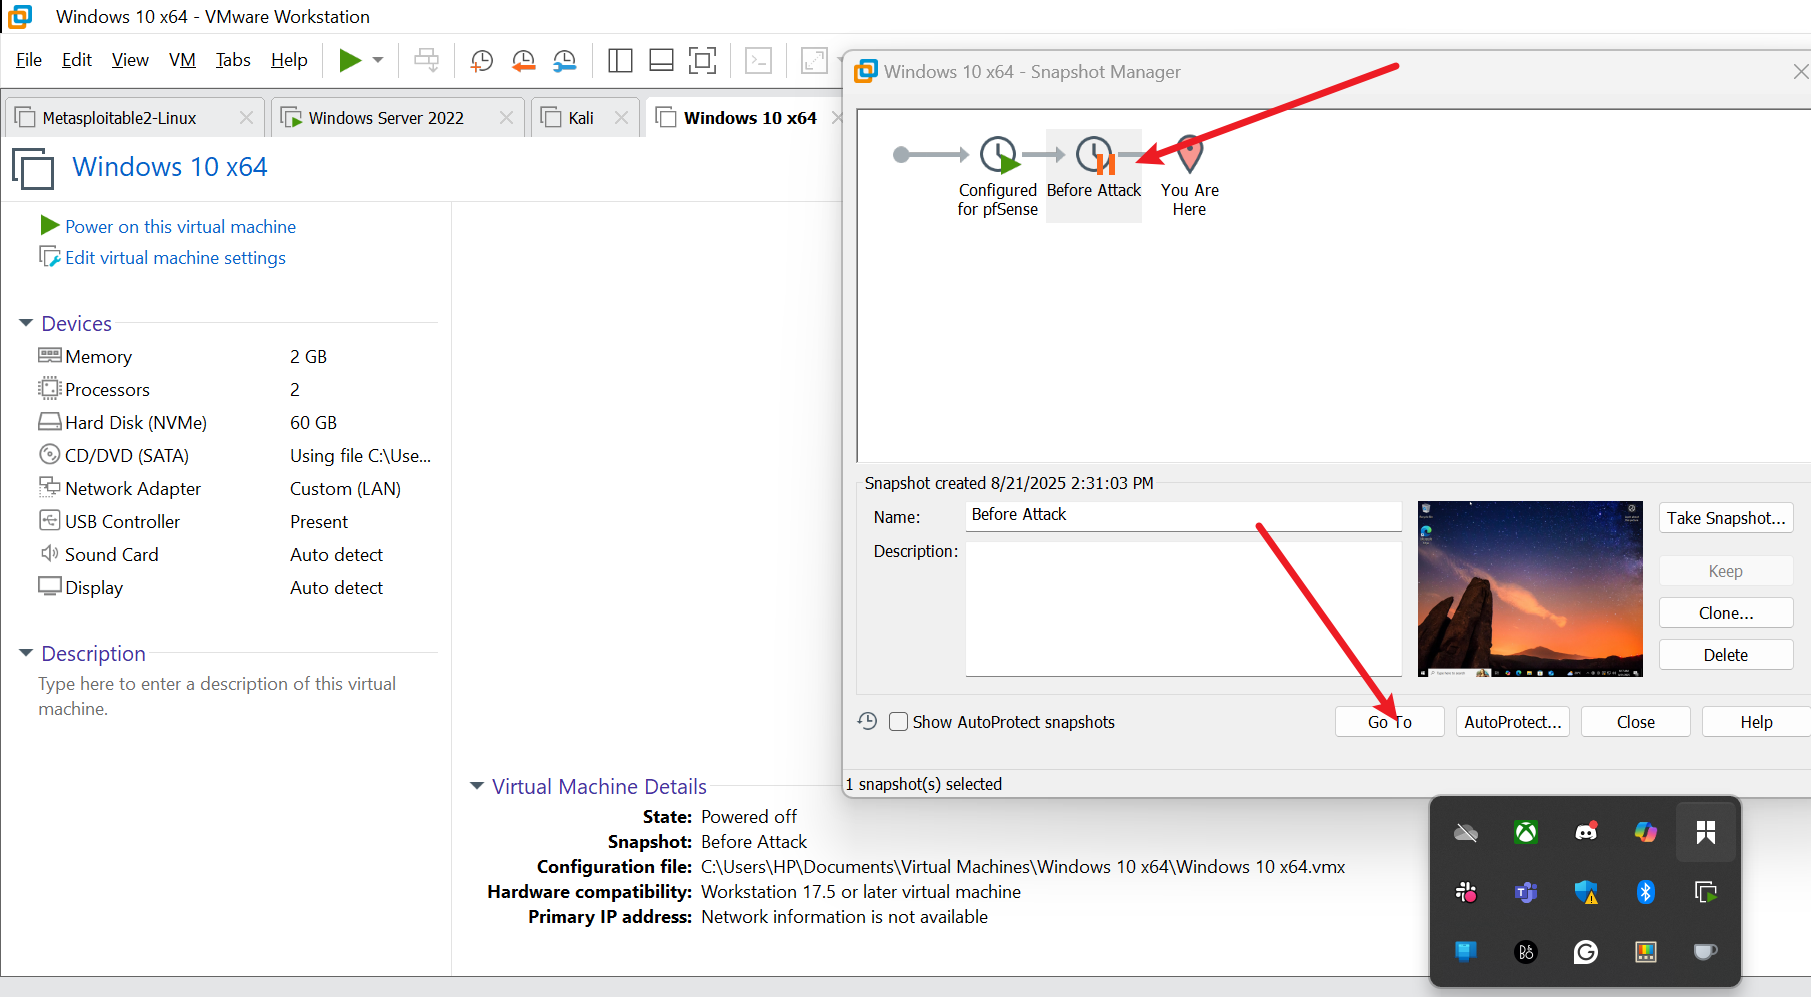 Windows 10 x64 - VMware Workstation
File Edit View VM Tabs Help
Metasploitable2-Linux
Windows Server 2022
Kali
Windows 10 x64
Windows 10 x64
Power on this virtual machine
Edit virtual machine settings
Devices
Memory 2 GB
Processors 2
Hard Disk (NVMe) 60 GB
CD/DVD (SATA) Using file C:\Use...
Network Adapter Custom (LAN)
USB Controller Present
Sound Card Auto detect
Display Auto detect
Description
Type here to enter a description of this virtual
machine.
Virtual Machine Details
State: Powered off
Snapshot: Before Attack
Configuration file: C:\Users\HP\Documents\Virtual Machines\Windows 10 x64\Windows 10 x64.vmx
Hardware compatibility: Workstation 17.5 or later virtual machine
Primary IP address: Network information is not available
Windows 10 x64 - Snapshot Manager
Configured
for pfSense
Before Attack
You Are
Here
Snapshot created 8/21/2025 2:31:03 PM
Name: Before Attack
Description:
Take Snapshot...
Keep
Clone...
Delete
Show AutoProtect snapshots
Go To
AutoProtect...
Close
Help
1 snapshot(s) selected